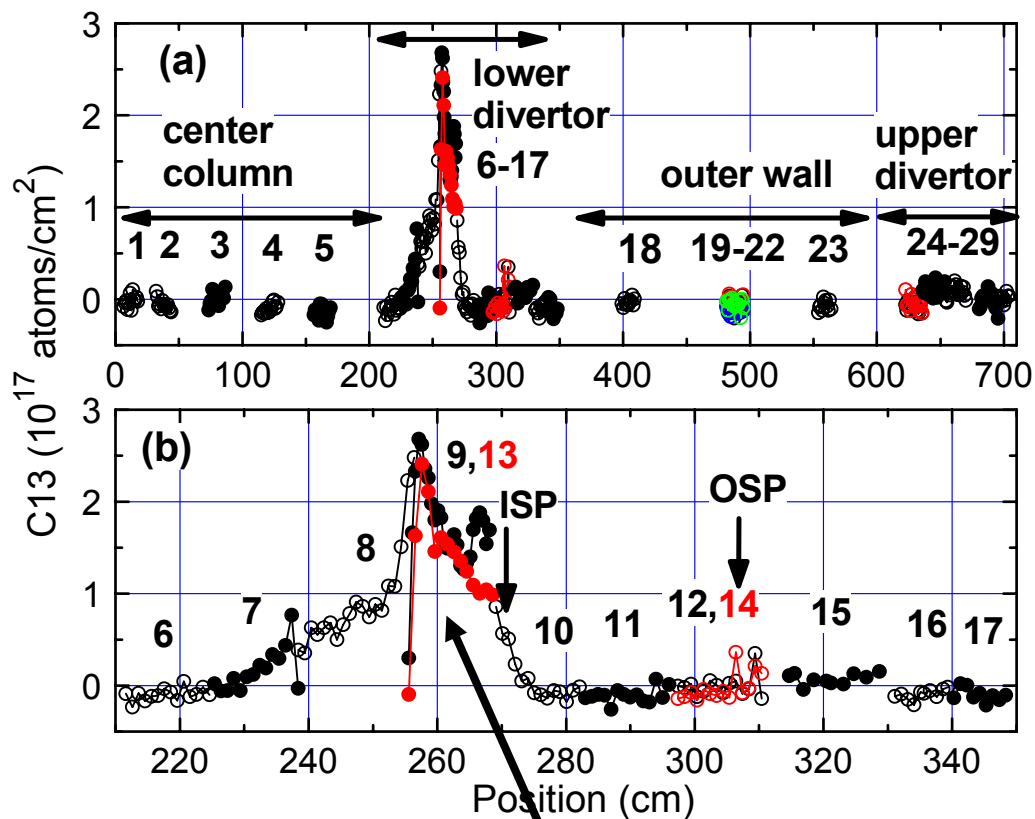 C13 (10^17 atoms/cm^2)
3
2
1
0
(a)
center
column
lower
divertor
6-17
outer wall
upper
divertor
1 2 3 4 5 18 19-22 23 24-29
0 100 200 300 400 500 600 700
3
2
1
0
(b)
9,13
ISP
OSP
8
7
6
10 11 12,14 15 16 17
220 240 260 280 300 320 340
Position (cm)